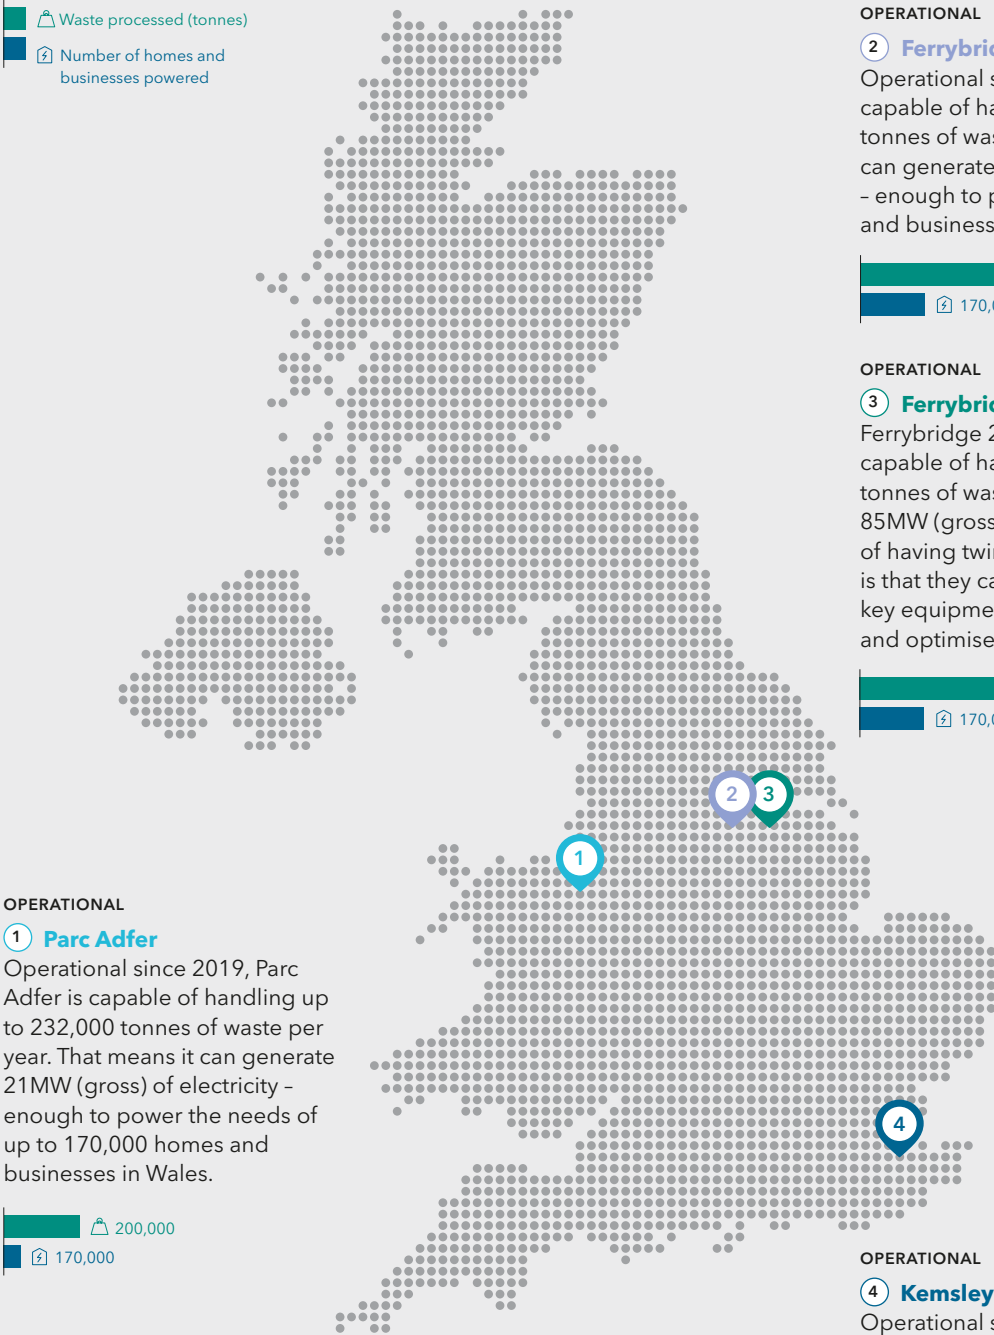 Waste processed (tonnes)
Number of homes and
businesses powered
OPERATIONAL
2
Operational
capable of
tonnes of
can generate
– enough to
and
OPERATIONAL
3
Ferrybridge 2
capable of
tonnes of
85MW (gross
of having
is that they
key
and optimise
2
3
1
4
OPERATIONAL
1 Parc Adfer
Operational since 2019, Parc
Adfer is capable of handling up
to 232,000 tonnes of waste per
year. That means it can generate
21MW (gross) of electricity –
enough to power the needs of
up to 170,000 homes and
businesses in Wales.
200,000
170,000
OPERATIONAL
4 Kemsley
Operational